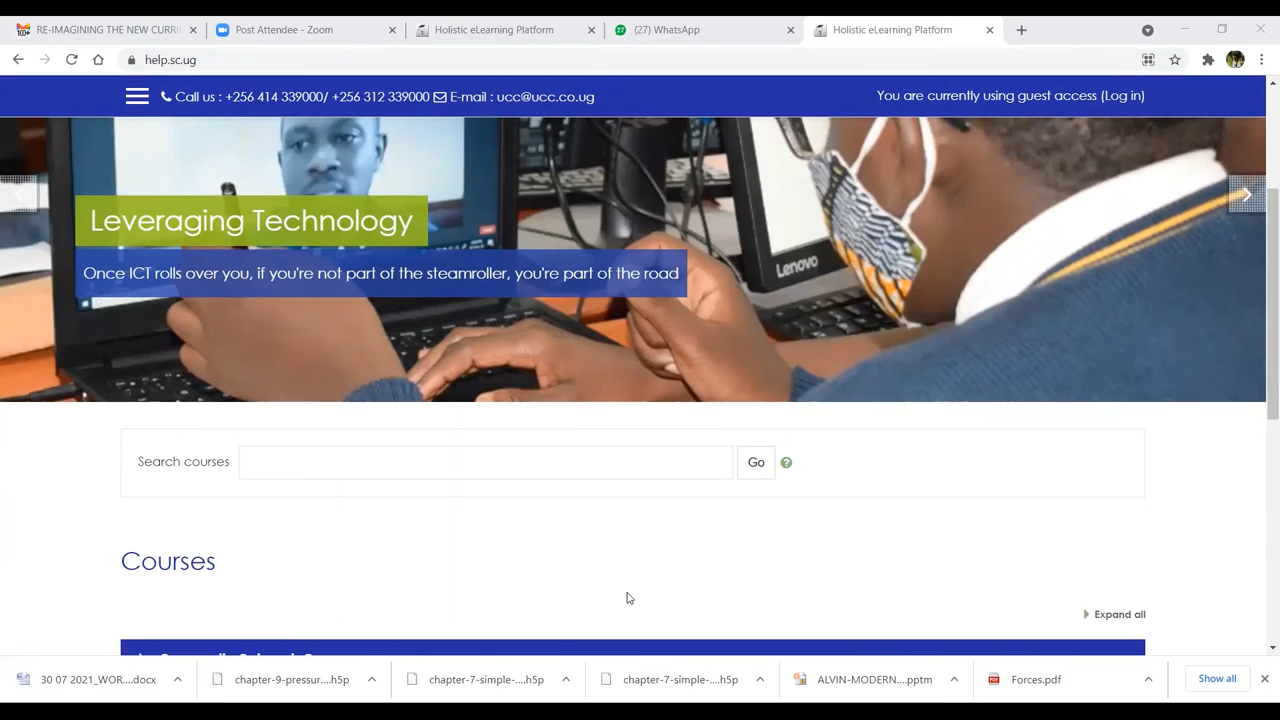 RE-IMAGINING THE NEW CURRI
Post Attendee - Zoom
Holistic eLearning Platform
(27) WhatsApp
Holistic eLearning Platform
help.sc.ug
Call us : +256 414 339000/ +256 312 339000 E-mail : ucc@ucc.co.ug
You are currently using guest access (Log in)
Leveraging Technology
Once ICT rolls over you, if you're not part of the steamroller, you're part of the road
Lenovo
Search courses
Go
Courses
Expand all
30 07 2021_WOR....docx
chapter-9-pressur....h5p
chapter-7-simple-....h5p
chapter-7-simple-....h5p
ALVIN-MODERN....pptm
Forces.pdf
Show all